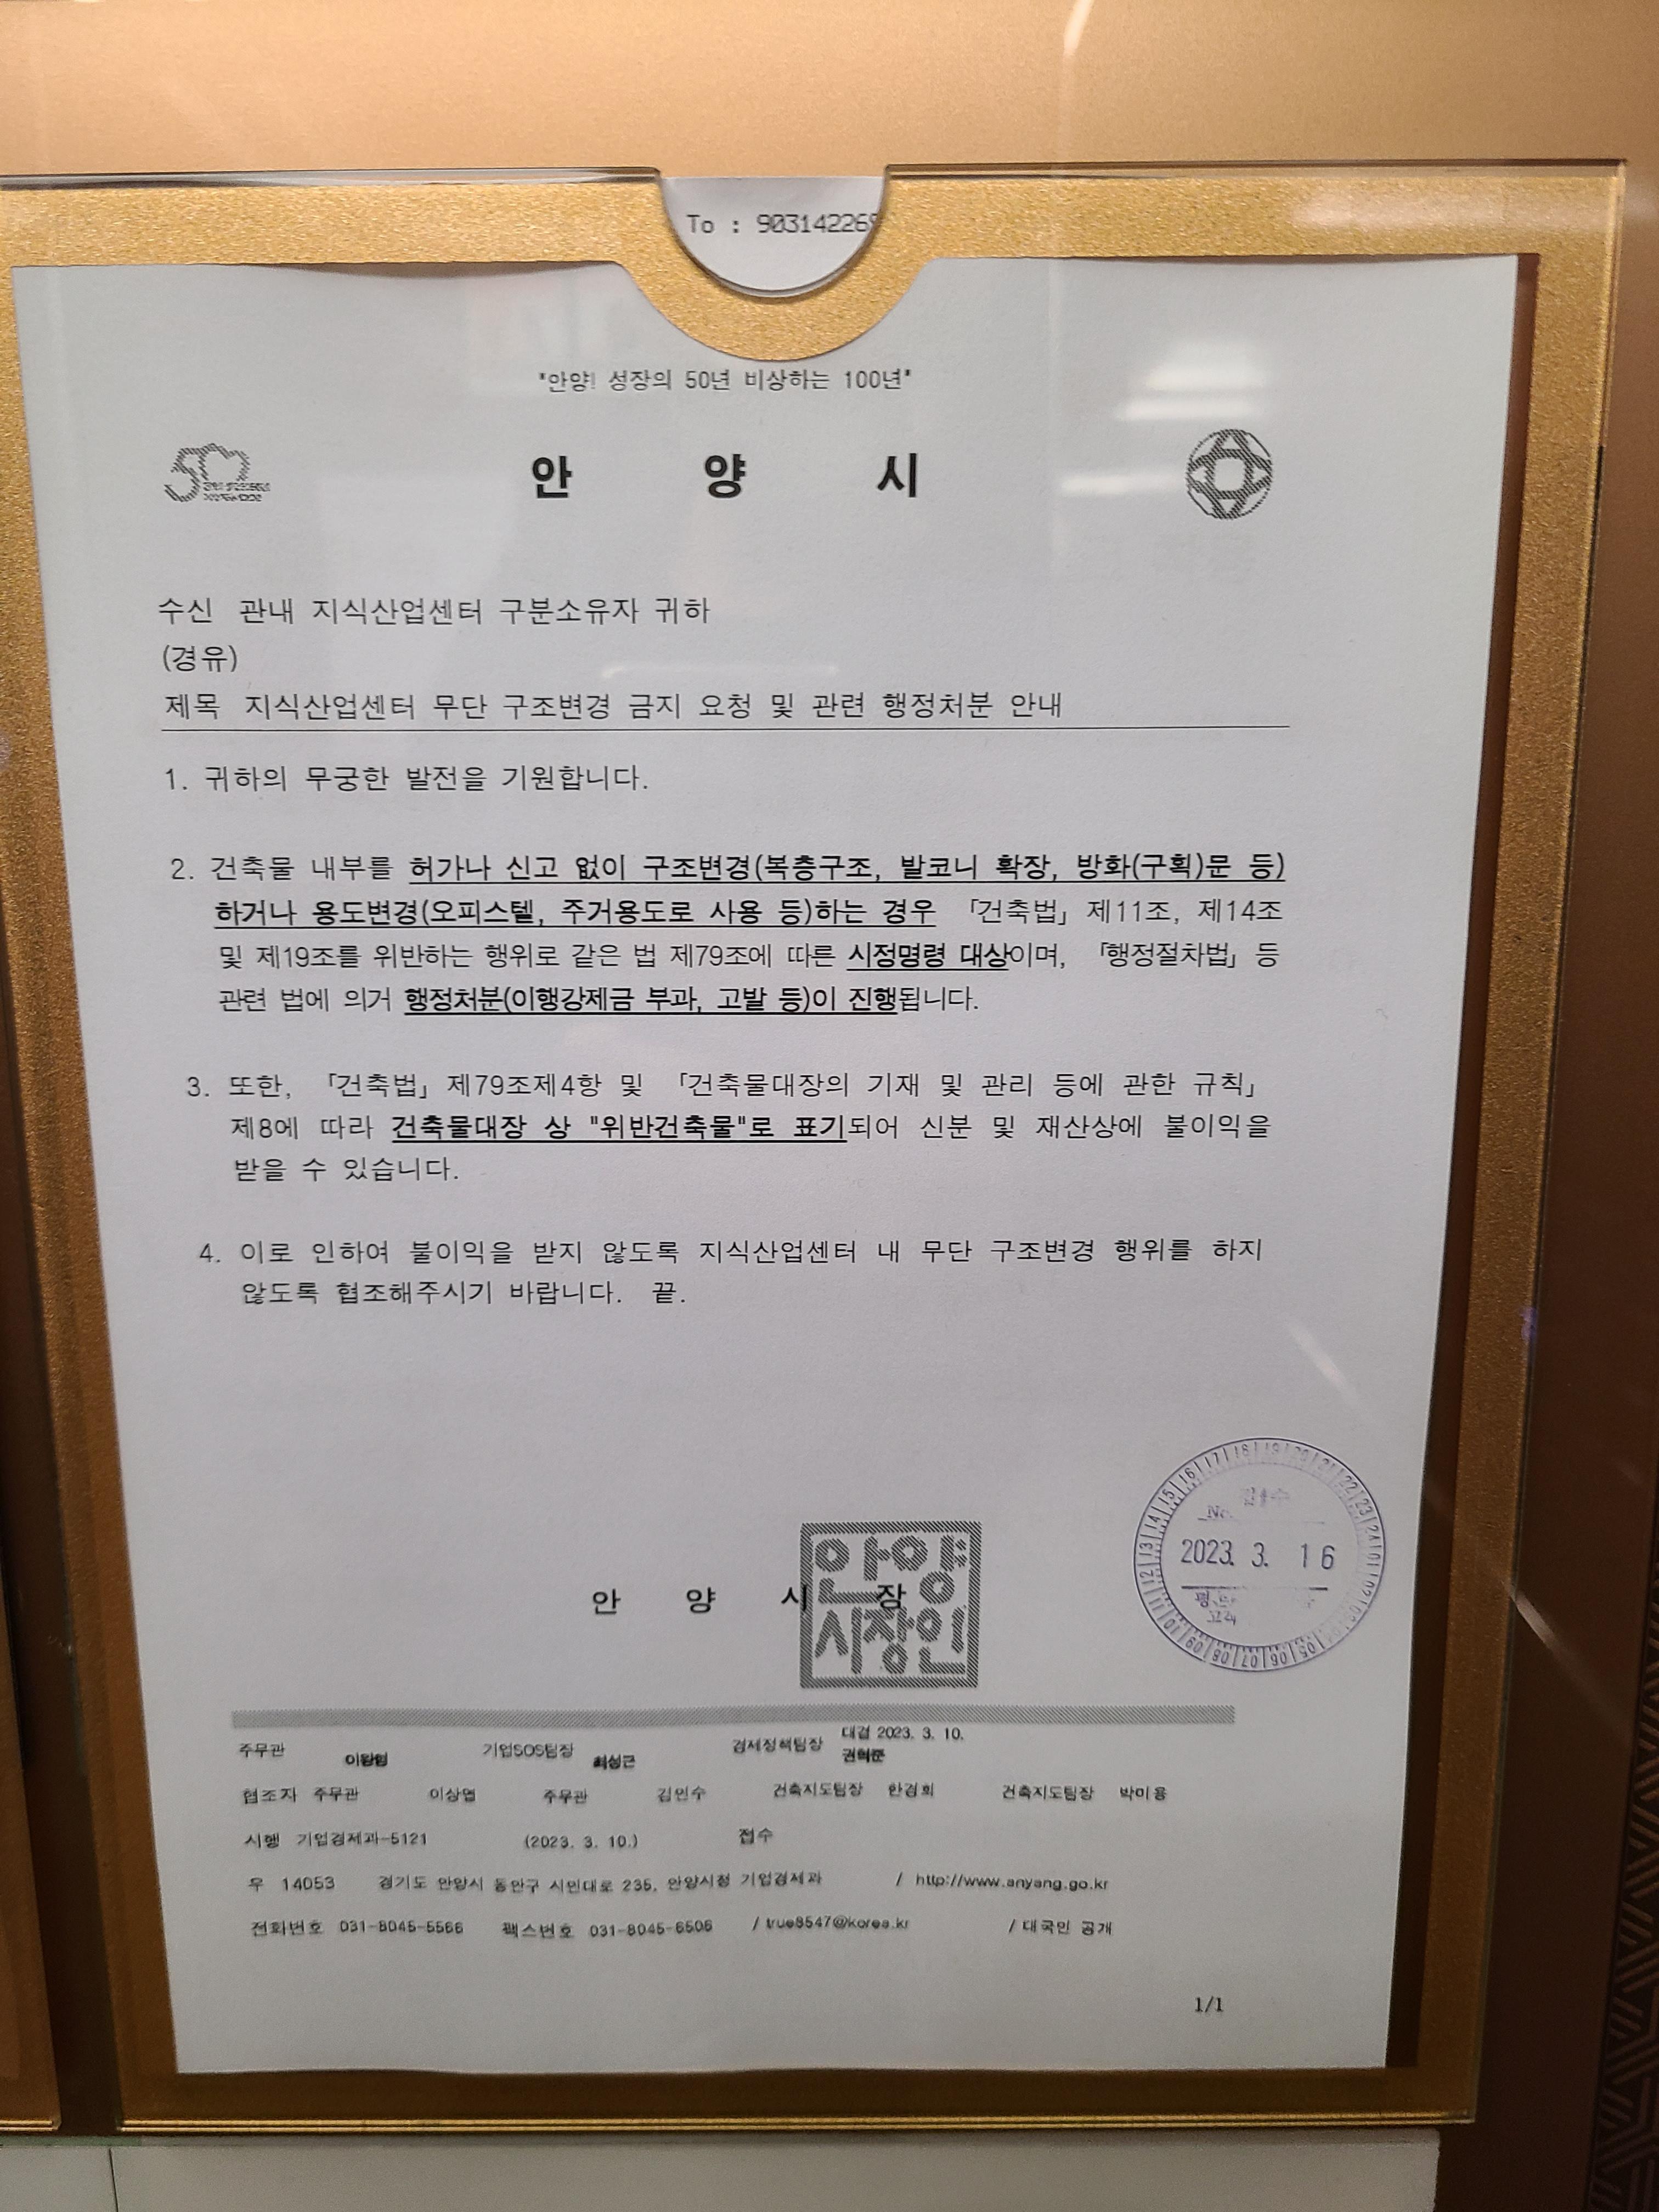 To : 903142269
"안양! 성장의 50년 비상하는 100년"
50
안 양 시
수신 관내 지식산업센터 구분소유자 귀하
(경유)
제목 지식산업센터 무단 구조변경 금지 요청 및 관련 행정처분 안내
1. 귀하의 무궁한 발전을 기원합니다.
2. 건축물 내부를 허가나 신고 없이 구조변경(복층구조, 발코니 확장, 방화(구획)문 등)
하거나 용도변경(오피스텔, 주거용도로 사용 등)하는 경우 「건축법」 제11조, 제14조
및 제19조를 위반하는 행위로 같은 법 제79조에 따른 시정명령 대상이며, 「행정절차법」 등
관련 법에 의거 행정처분(이행강제금 부과, 고발 등)이 진행됩니다.
3. 또한, 「건축법」 제79조제4항 및 「건축물대장의 기재 및 관리 등에 관한 규칙」
제8에 따라 건축물대장 상 "위반건축물"로 표기되어 신분 및 재산상에 불이익을
받을 수 있습니다.
4. 이로 인하여 불이익을 받지 않도록 지식산업센터 내 무단 구조변경 행위를 하지
않도록 협조해주시기 바랍니다. 끝.
No.
2023. 3. 16
안 양 시 장
안양
시장인
주무관 기업SOS팀장 최성근 경제정책팀장 대결 2023. 3. 10.
권혁준
협조자 주무관 이상엽 주무관 김인수 건축지도팀장 한경희 건축지도팀장 박미용
시행 기업경제과-5121 (2023. 3. 10.) 접수
우 14053 경기도 안양시 동안구 시민대로 235, 안양시청 기업경제과 / http://www.anyang.go.kr
전화번호 031-8045-5566 팩스번호 031-8045-6506 / true8547@korea.kr / 대국민 공개
1/1